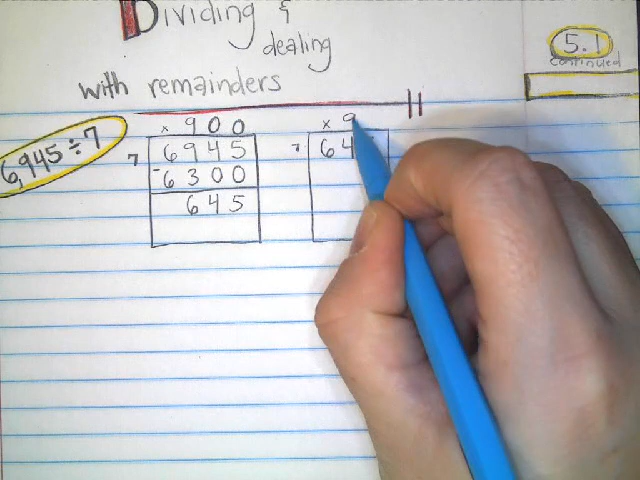 Dividing &
dealing
with remainders
5.1
continued
6,945 ÷ 7
x 9 0 0
7 6 9 4 5
- 6 3 0 0
6 4 5
x 9
7 6 4